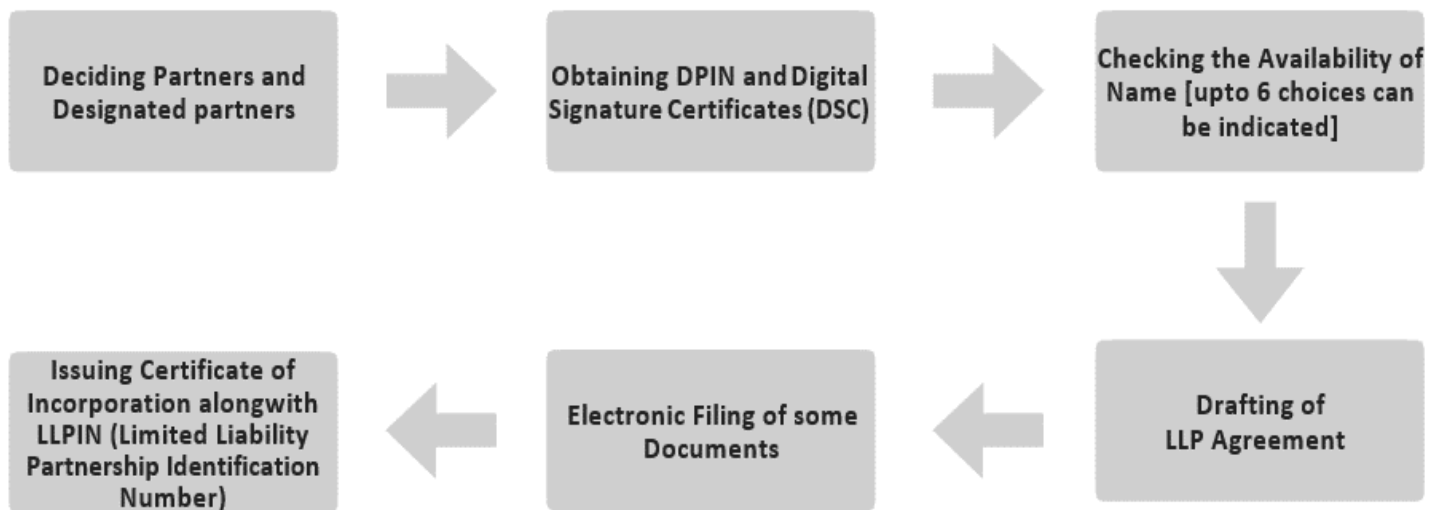 Deciding Partners and
Designated partners
Obtaining DPIN and Digital
Signature Certificates (DSC)
Checking the Availability of
Name [upto 6 choices can
be indicated]
Drafting of
LLP Agreement
Electronic Filing of some
Documents
Issuing Certificate of
Incorporation alongwith
LLPIN (Limited Liability
Partnership Identification
Number)